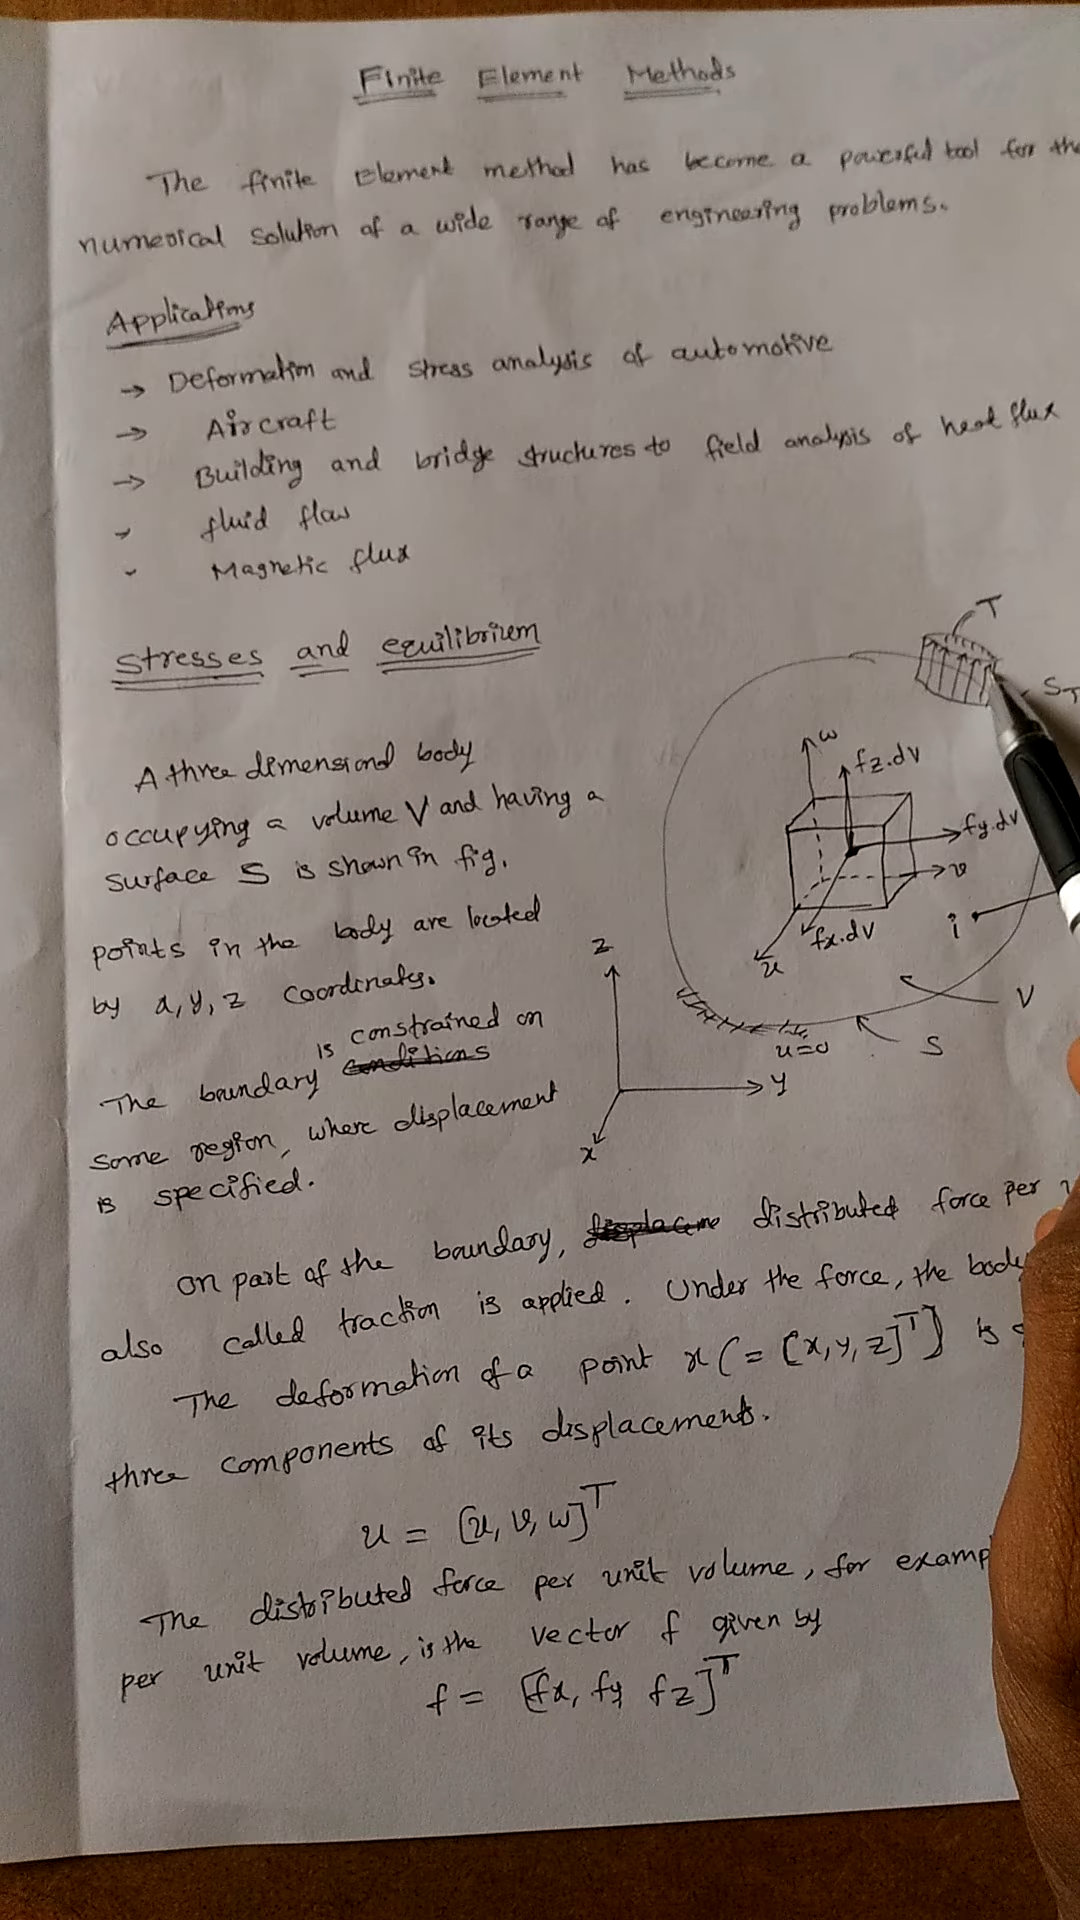 Finite Element Methods
The finite Element method has become a powerful tool for the
numerical solution of a wide range of engineering problems.
Applications
→ Deformation and stress analysis of automotive
→ Aircraft
→ Building and bridge structures to field analysis of heat flux
fluid flow
Magnetic flux
Stresses and equilibrium
T
S_T
A three dimensional body
occupying a volume V and having a
surface S is shown in fig.
points in the body are located
by x, y, z coordinates.
The boundary is constrained on
some region, where displacement
is specified.
w
fz.dv
fy.dv
v
fx.dv
u
i
V
S
u=0
z
y
x
on part of the boundary, distributed force per
also called traction is applied. Under the force, the body
The deformation of a point x (= [x, y, z]^T) is
three components of its displacement.
u = [u, v, w]^T
The distributed force per unit volume, for examp
per unit volume, is the vector f given by
f = [fx, fy, fz]^T